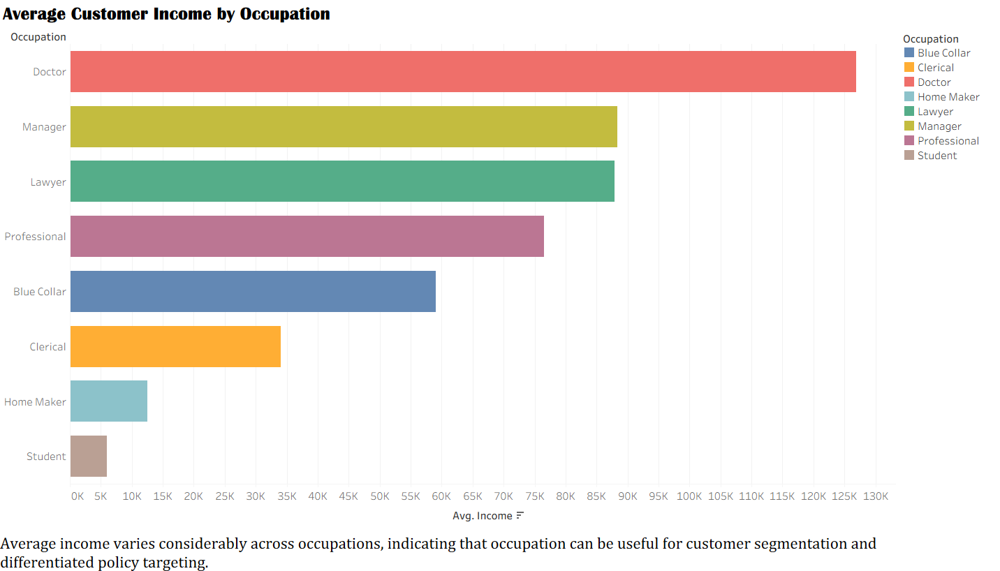 Average Customer Income by Occupation
Occupation
Doctor
Manager
Lawyer
Professional
Blue Collar
Clerical
Home Maker
Student
0K 5K 10K 15K 20K 25K 30K 35K 40K 45K 50K 55K 60K 65K 70K 75K 80K 85K 90K 95K 100K 105K 110K 115K 120K 125K 130K
Avg. Income
Occupation
Blue Collar
Clerical
Doctor
Home Maker
Lawyer
Manager
Professional
Student
Average income varies considerably across occupations, indicating that occupation can be useful for customer segmentation and
differentiated policy targeting.